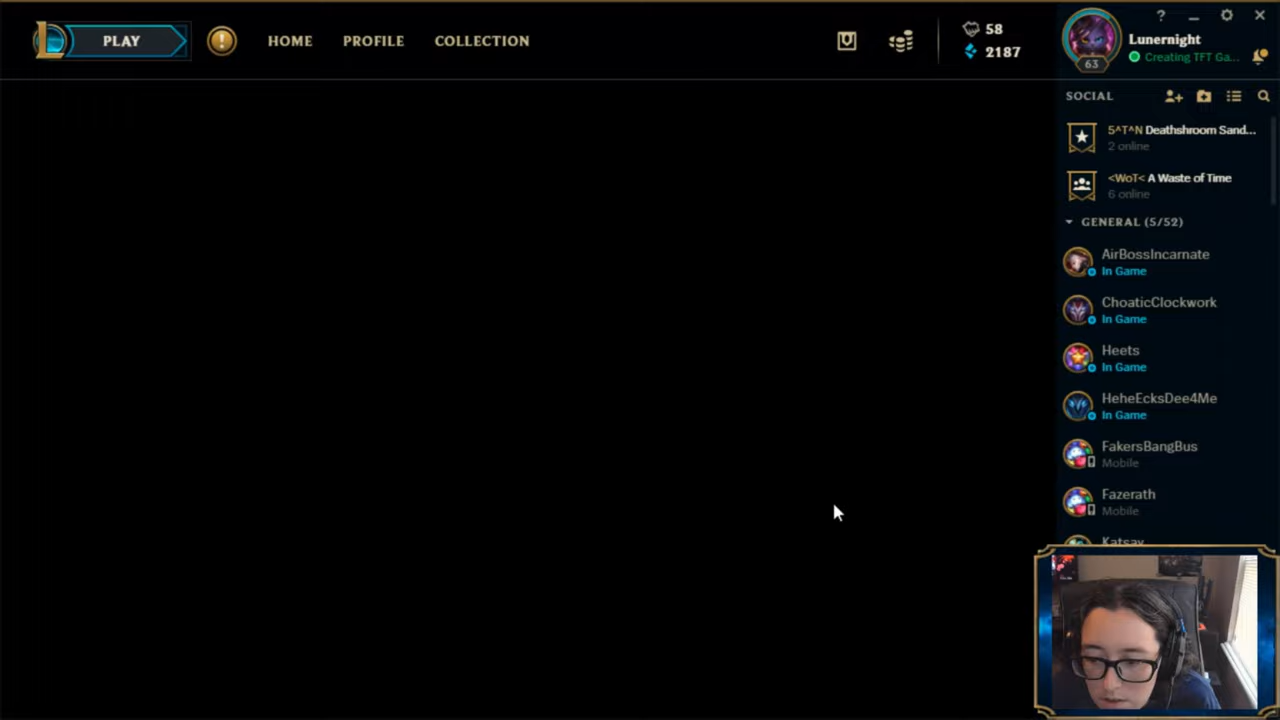 PLAY
HOME
PROFILE
COLLECTION
58
2187
?
63
Lunernight
Creating TFT Ga...
SOCIAL
5^T^N Deathshroom Sand...
2 online
<WoT< A Waste of Time
6 online
GENERAL (5/52)
AirBossIncarnate
In Game
ChoaticClockwork
In Game
Heets
In Game
HeheEcksDee4Me
In Game
FakersBangBus
Mobile
Fazerath
Mobile
Katsay